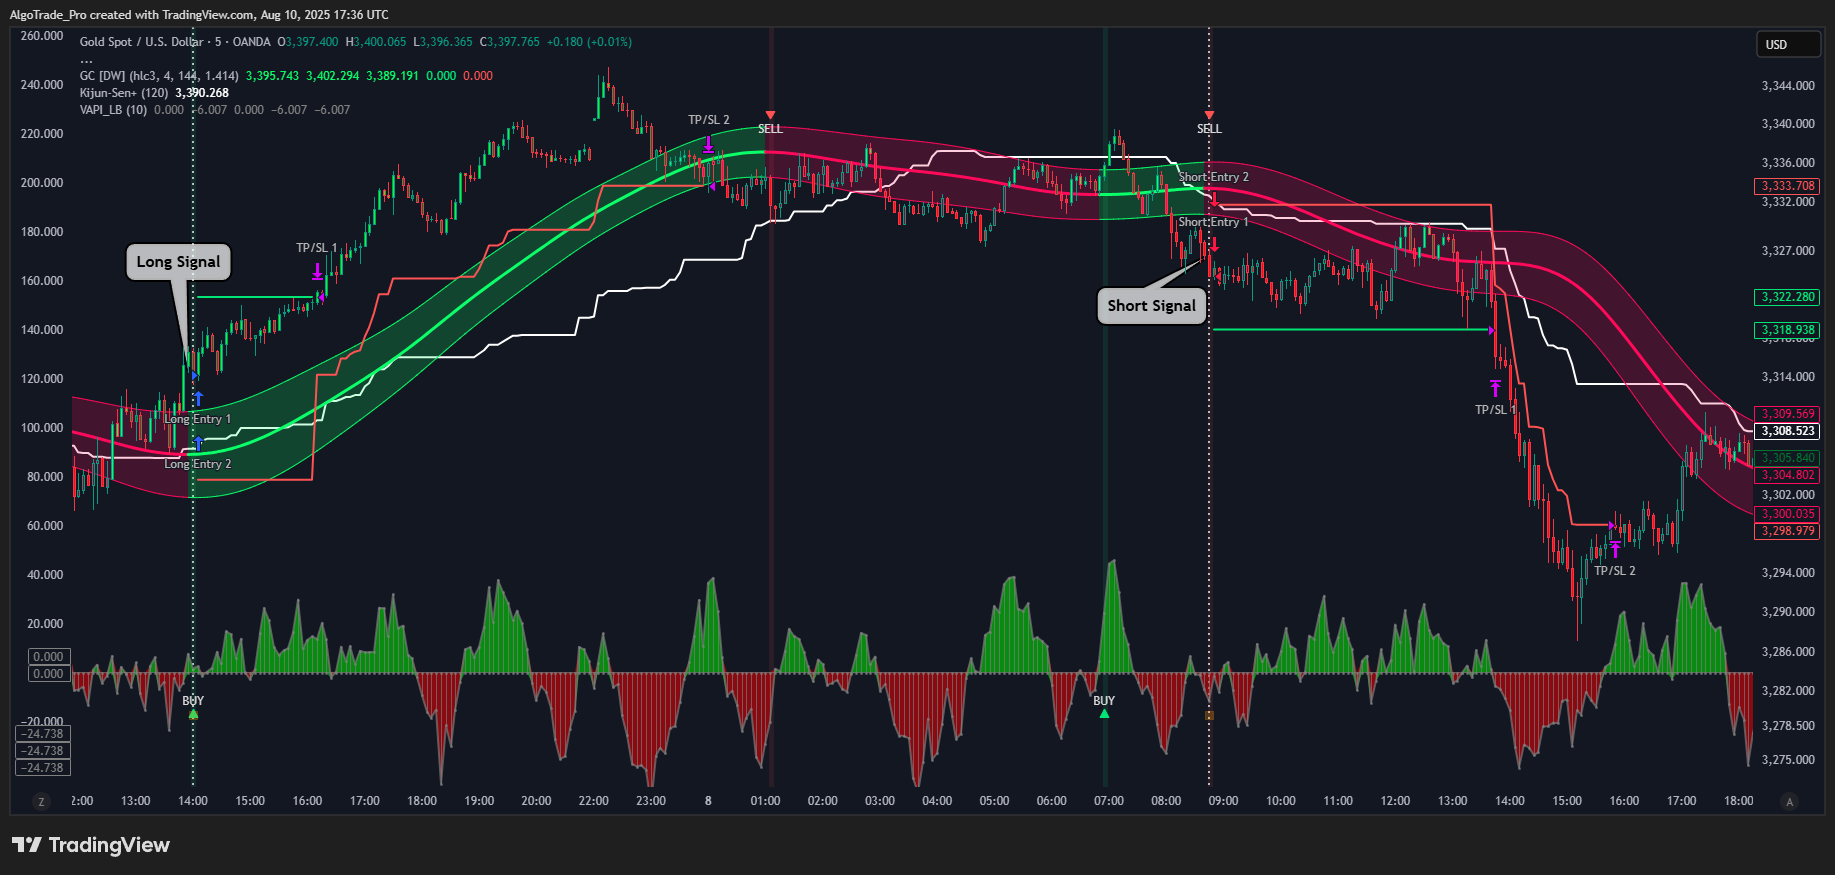 AlgoTrade_Pro created with TradingView.com, Aug 10, 2025 17:36 UTC
Gold Spot / U.S. Dollar · 5 · OANDA O3,397.400 H3,400.065 L3,396.365 C3,397.765 +0.180 (+0.01%)
...
GC [DW] (hlc3, 4, 144, 1.414) 3,395.743 3,402.294 3,389.191 0.000 0.000
Kijun-Sen+ (120) 3,390.268
VAPI_LB (10) 0.000 −6.007 0.000 −6.007 −6.007
USD
260.000
240.000
220.000
200.000
180.000
160.000
140.000
120.000
100.000
80.000
60.000
40.000
20.000
0.000
0.000
−20.000
−24.738
−24.738
−24.738
Long Signal
TP/SL 1
Long Entry 1
Long Entry 2
TP/SL 2
SELL
SELL
Short Entry 2
Short Entry 1
Short Signal
TP/SL 1
TP/SL 2
BUY
BUY
3,344.000
3,340.000
3,336.000
3,333.708
3,332.000
3,327.000
3,322.280
3,318.938
3,314.000
3,309.569
3,308.523
3,305.840
3,304.802
3,302.000
3,300.035
3,298.979
3,294.000
3,290.000
3,286.000
3,282.000
3,278.500
3,275.000
Z 2:00 13:00 14:00 15:00 16:00 17:00 18:00 19:00 20:00 22:00 23:00 8 01:00 02:00 03:00 04:00 05:00 06:00 07:00 08:00 09:00 10:00 11:00 12:00 13:00 14:00 15:00 16:00 17:00 18:00 A
TradingView